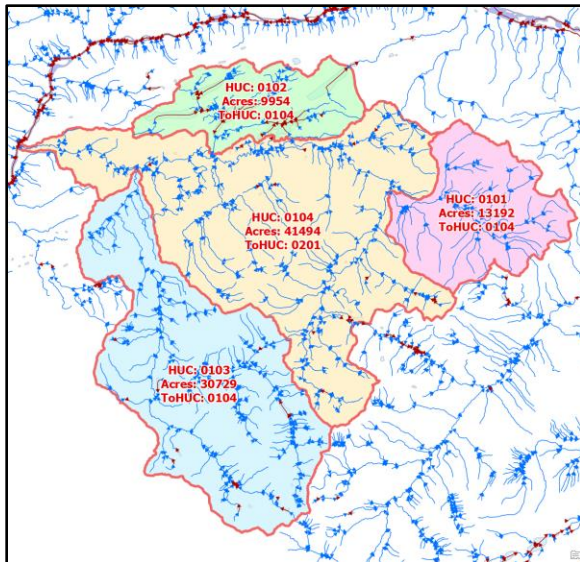 HUC: 0102
Acres: 9954
ToHUC: 0104
HUC: 0101
Acres: 13192
ToHUC: 0104
HUC: 0104
Acres: 41494
ToHUC: 0201
HUC: 0103
Acres: 30729
ToHUC: 0104